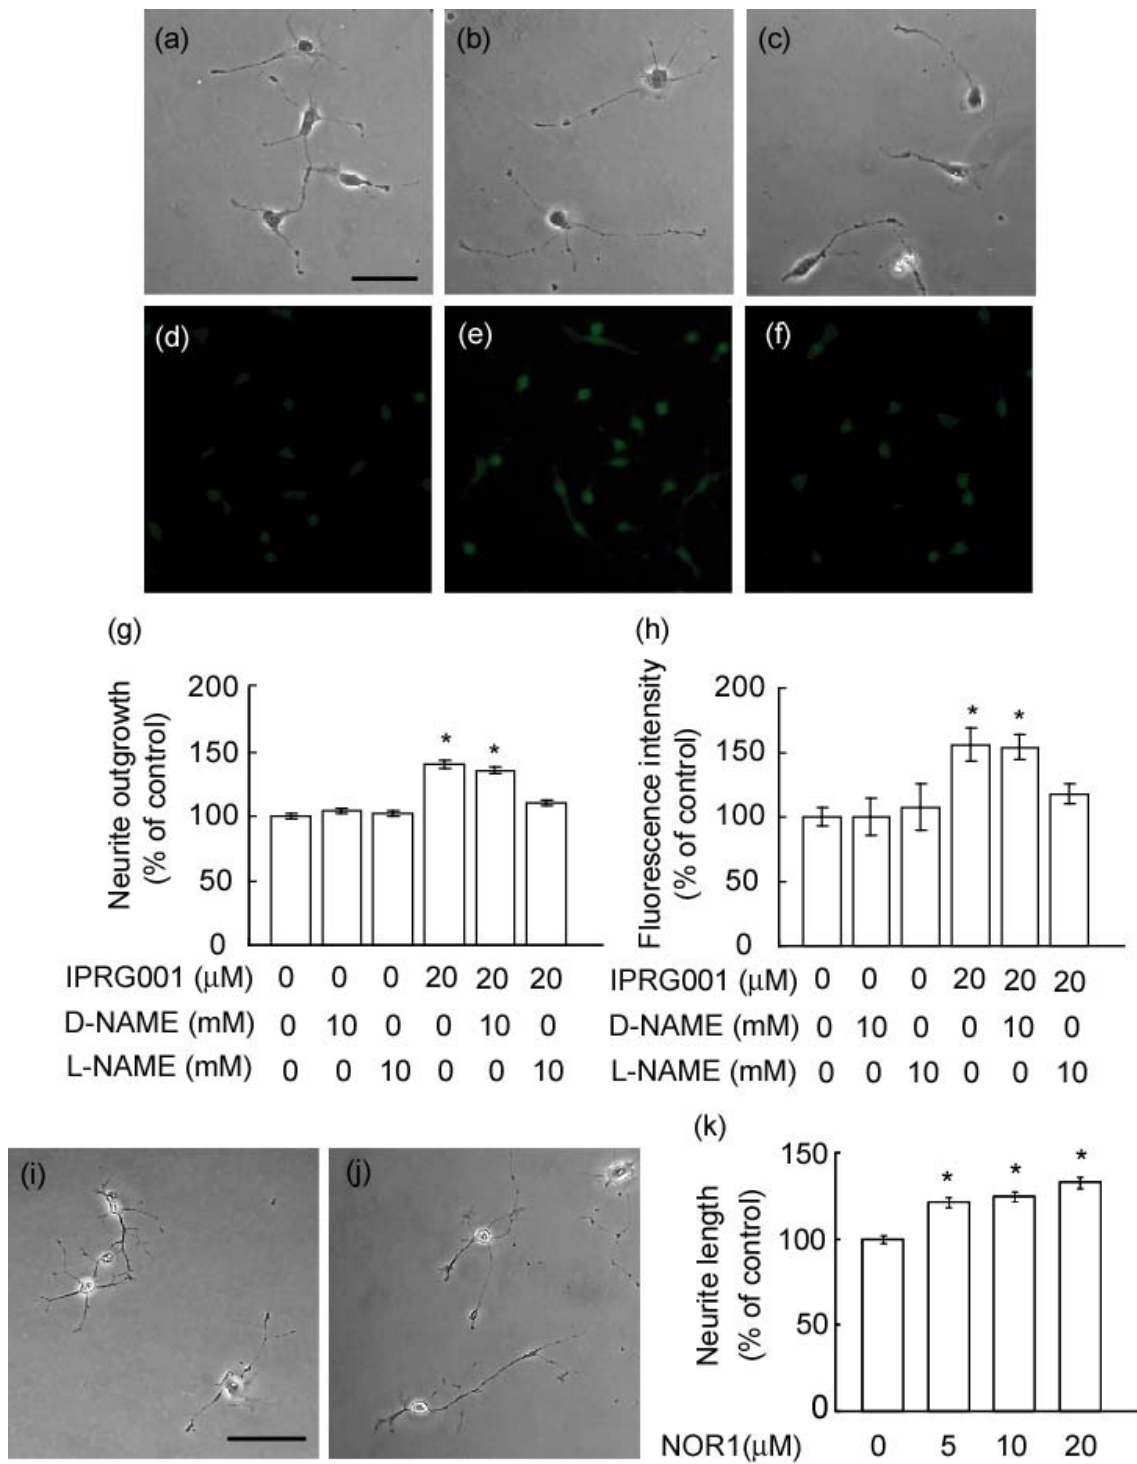 (a) (b) (c)
(d) (e) (f)
(g) (h)
Neurite outgrowth
(% of control)
200
150
100
50
0
* *
IPRG001 (μM) 0 0 0 20 20 20
D-NAME (mM) 0 10 0 0 10 0
L-NAME (mM) 0 0 10 0 0 10
Fluorescence intensity
(% of control)
200
150
100
50
0
* *
IPRG001 (μM) 0 0 0 20 20 20
D-NAME (mM) 0 10 0 0 10 0
L-NAME (mM) 0 0 10 0 0 10
(i) (j) (k)
Neurite length
(% of control)
150
100
50
0
* * *
NOR1(μM) 0 5 10 20